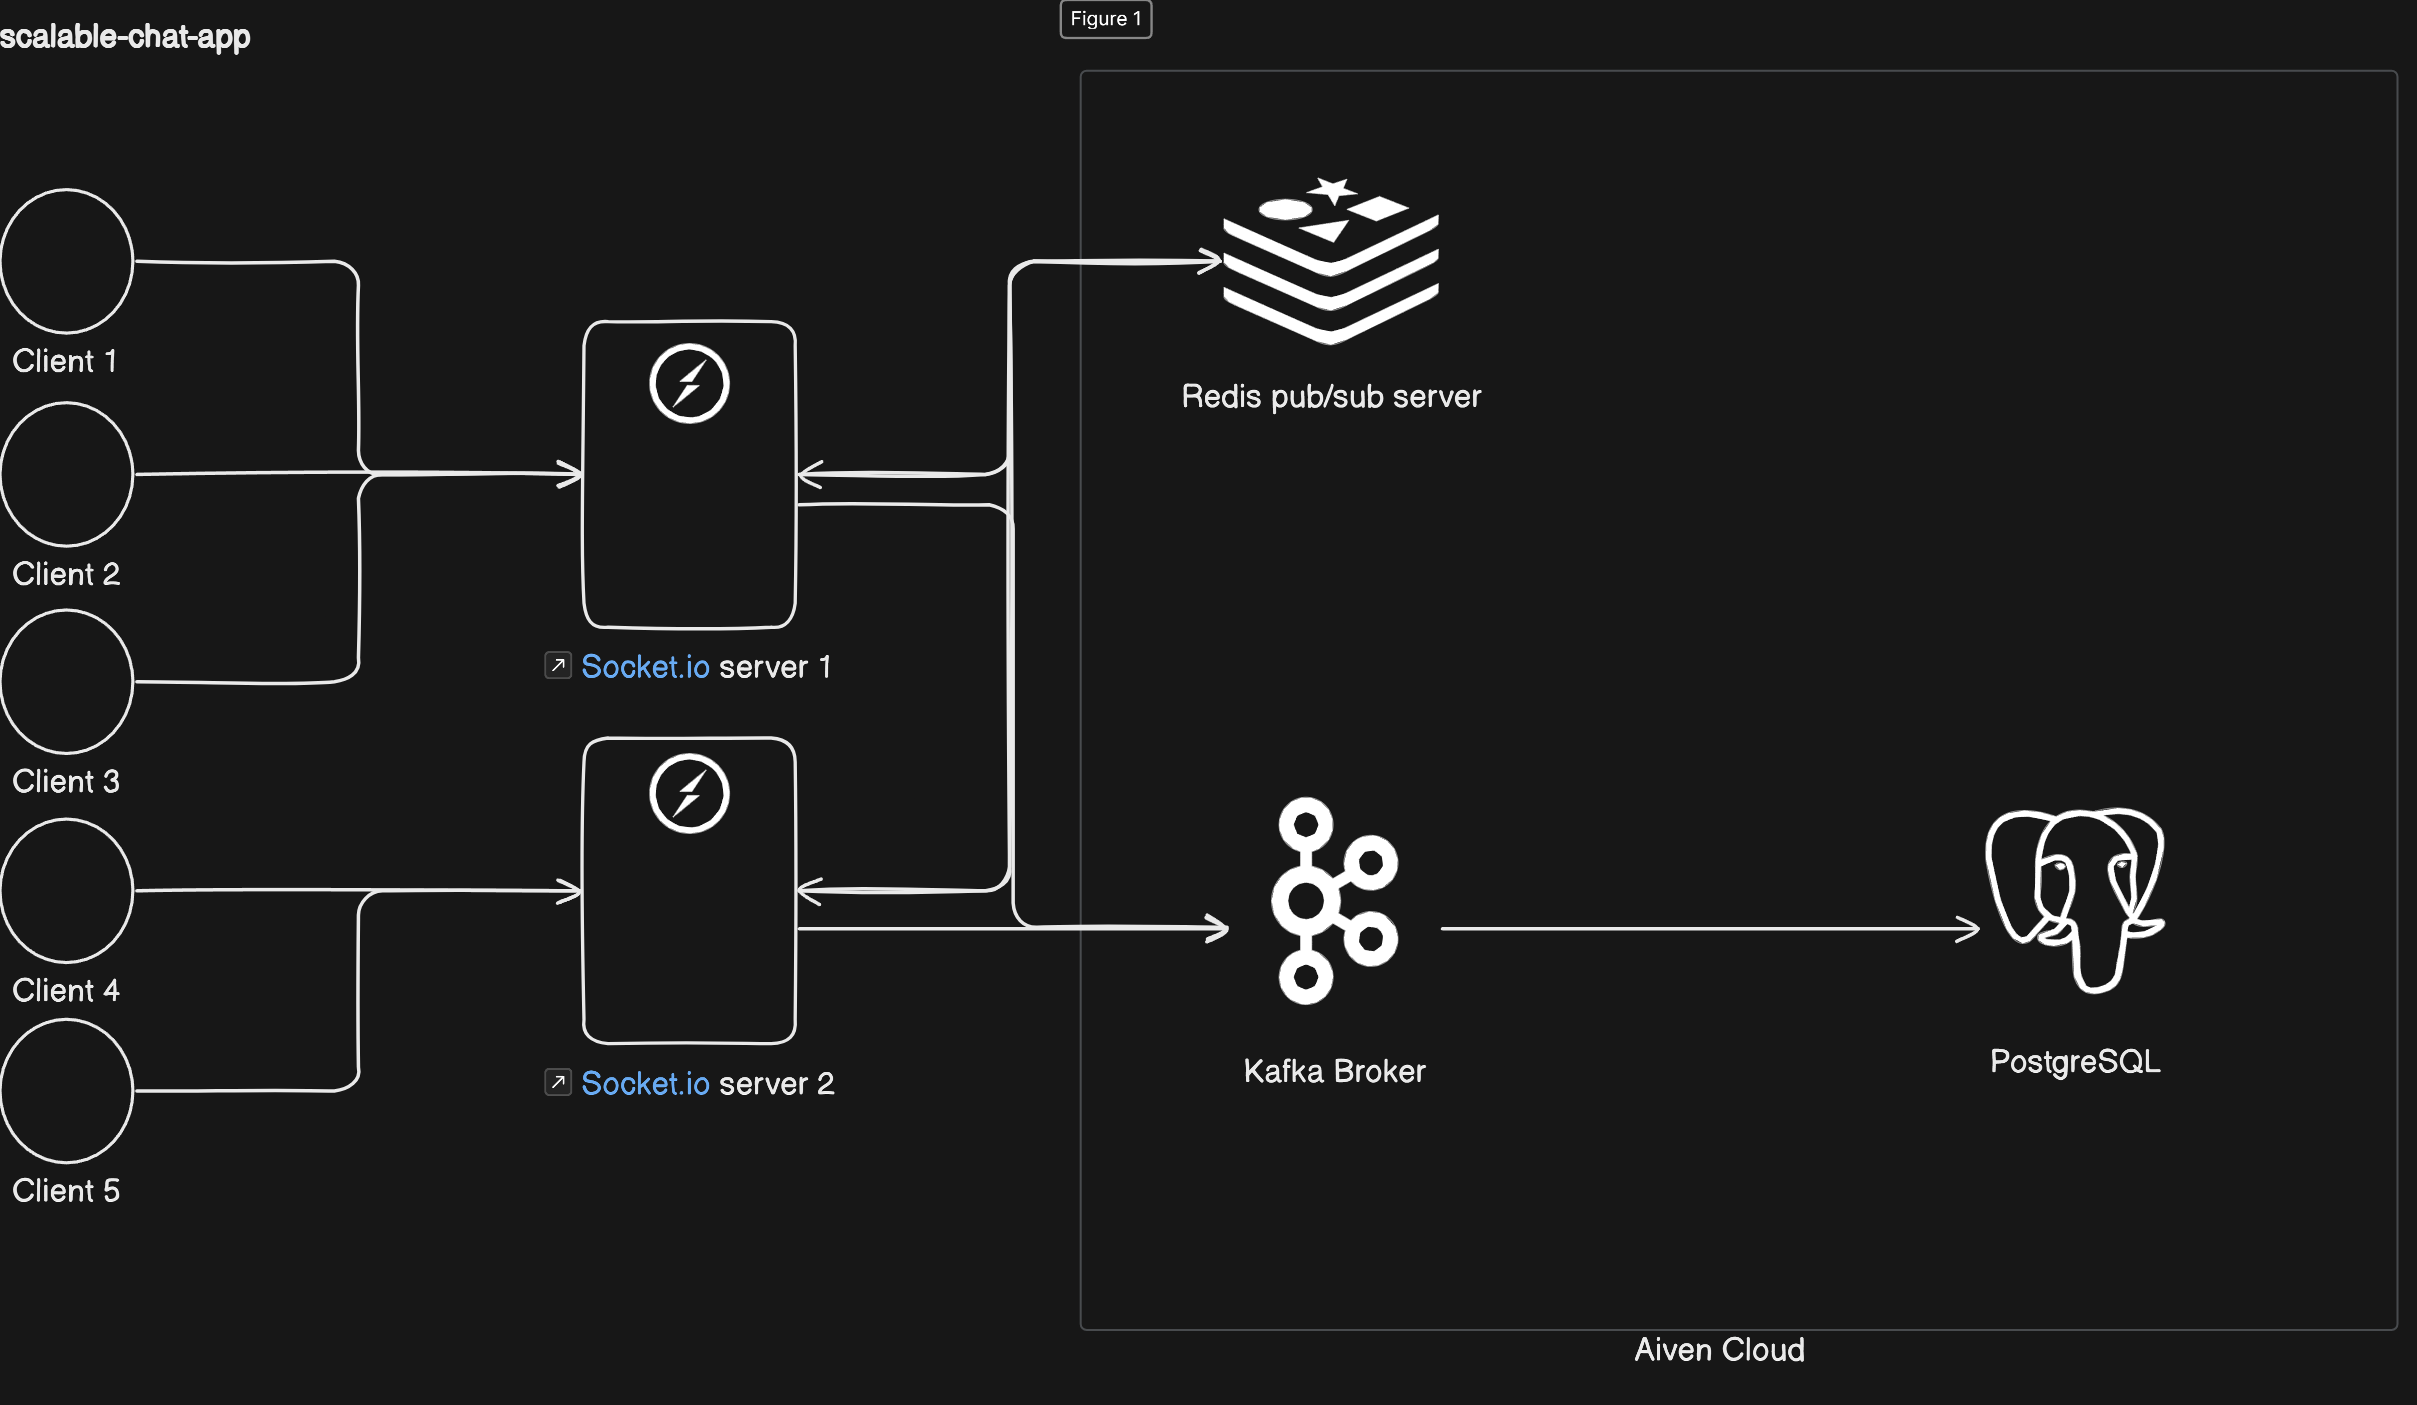 Figure 1
scalable-chat-app
Client 1
Client 2
Client 3
Client 4
Client 5
Socket.io server 1
Socket.io server 2
Redis pub/sub server
Kafka Broker
PostgreSQL
Aiven Cloud